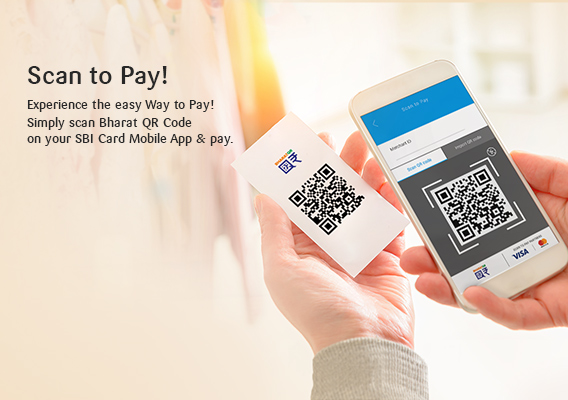 Scan to Pay!
Experience the easy Way to Pay!
Simply scan Bharat QR Code
on your SBI Card Mobile App & pay.
Scan to Pay
Merchant ID
Scan QR code
Import QR code
VISA